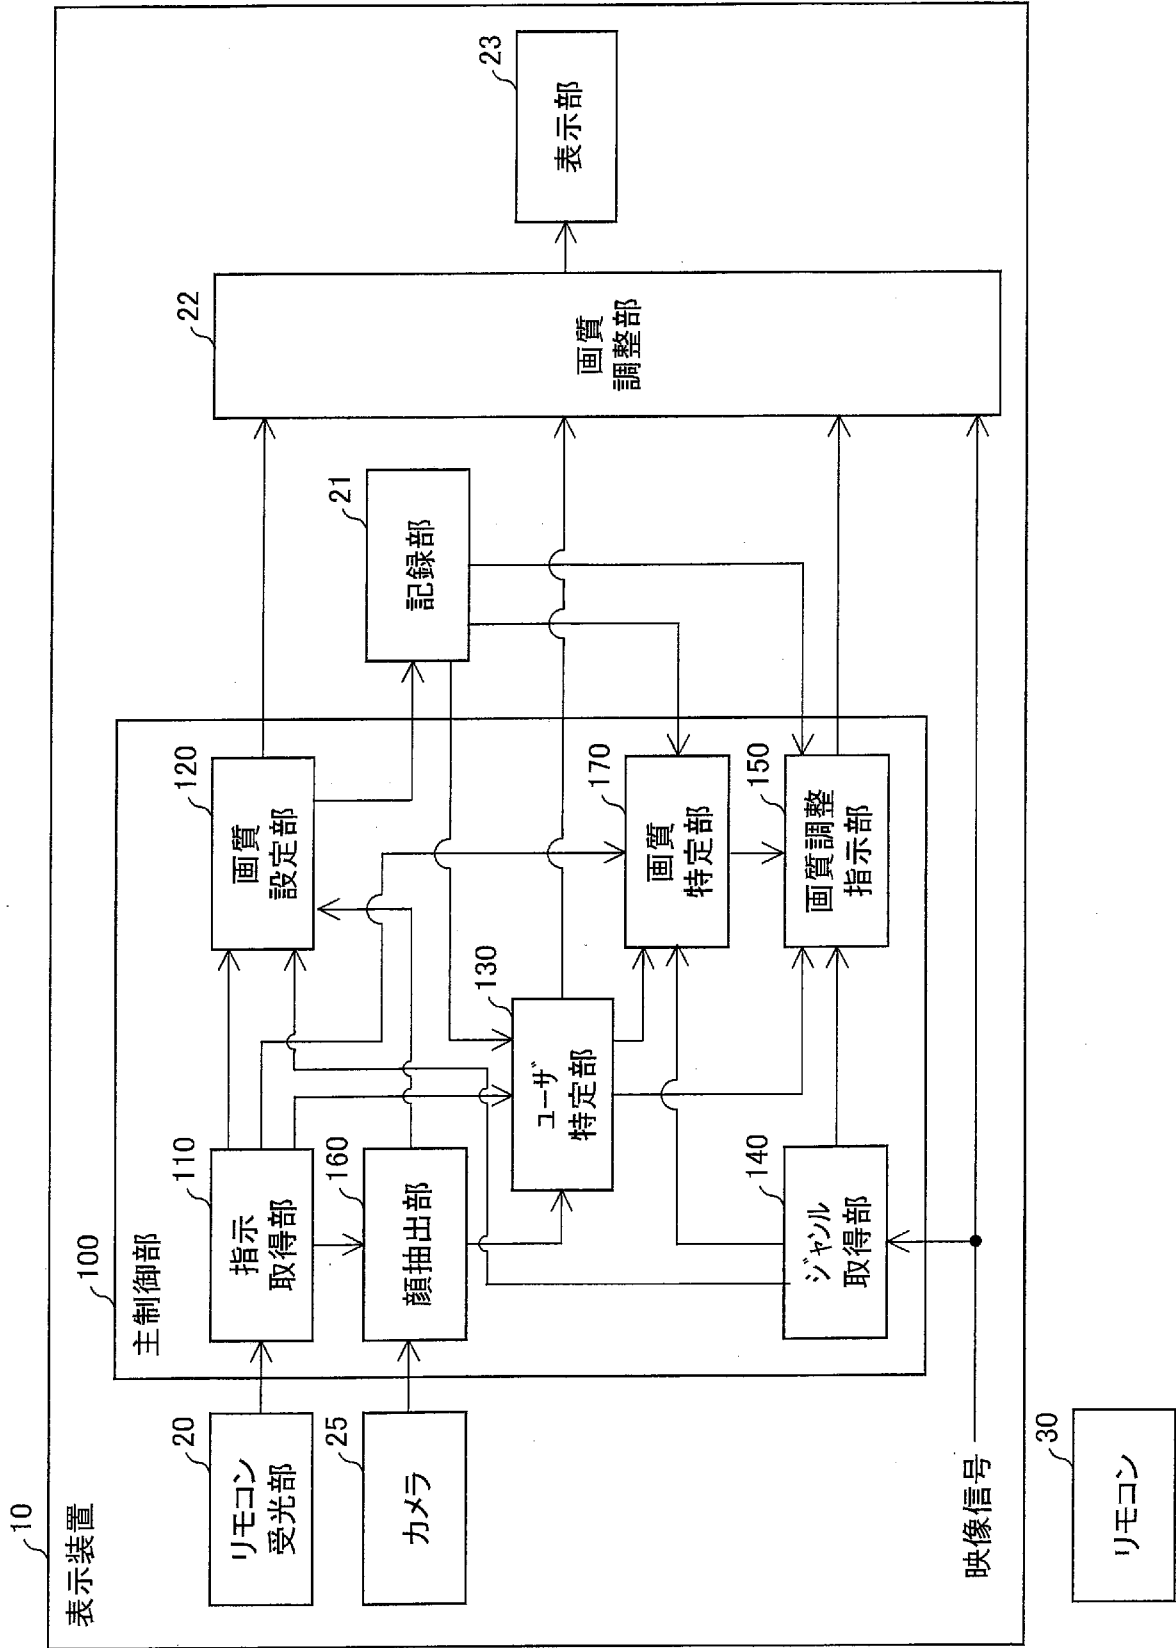 10
表示装置
20
リモコン
受光部
25
カメラ
映像信号
30
リモコン
100
主制御部
110
指示
取得部
160
顔抽出部
140
ジャンル
取得部
130
ユーザ
特定部
120
画質
設定部
170
画質
特定部
150
画質調整
指示部
21
記録部
22
画質
調整部
23
表示部